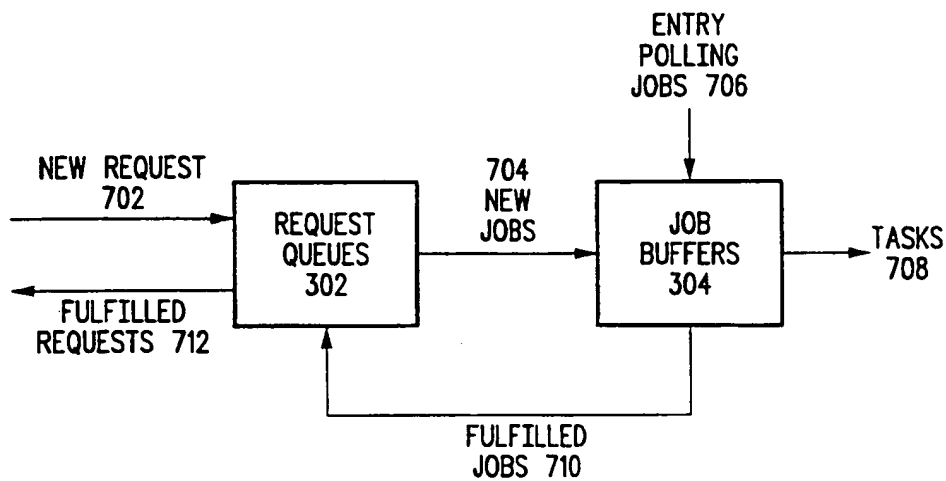 ENTRY
POLLING
JOBS 706
NEW REQUEST
702
REQUEST
QUEUES
302
704
NEW
JOBS
JOB
BUFFERS
304
TASKS
708
FULFILLED
REQUESTS 712
FULFILLED
JOBS 710